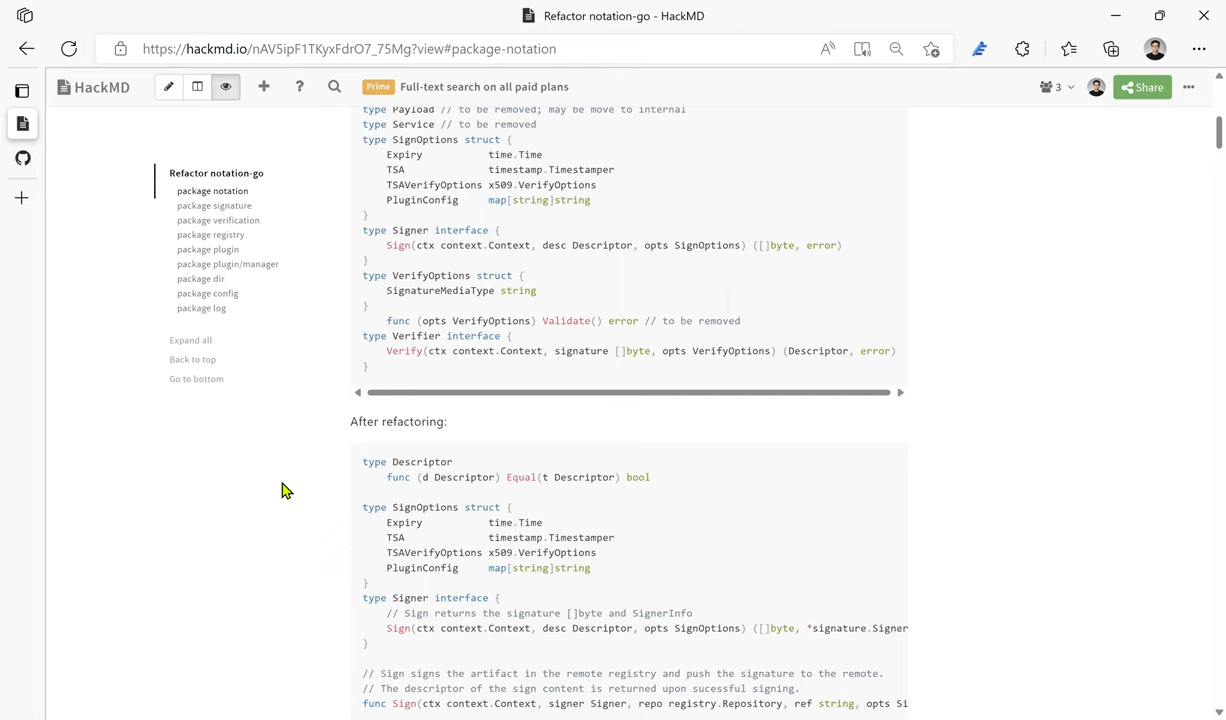 Refactor notation-go - HackMD
https://hackmd.io/nAV5ipF1TKyxFdrO7_75Mg?view#package-notation
HackMD
Prime Full-text search on all paid plans
3
Share
Refactor notation-go
package notation
package signature
package verification
package registry
package plugin
package plugin/manager
package dir
package config
package log
Expand all
Back to top
Go to bottom
type Payload // to be removed; may be move to internal
type Service // to be removed
type SignOptions struct {
    Expiry           time.Time
    TSA              timestamp.Timestamper
    TSAVerifyOptions x509.VerifyOptions
    PluginConfig     map[string]string
}
type Signer interface {
    Sign(ctx context.Context, desc Descriptor, opts SignOptions) ([]byte, error)
}
type VerifyOptions struct {
    SignatureMediaType string
}
    func (opts VerifyOptions) Validate() error // to be removed
type Verifier interface {
    Verify(ctx context.Context, signature []byte, opts VerifyOptions) (Descriptor, error)
}
After refactoring:
type Descriptor
    func (d Descriptor) Equal(t Descriptor) bool
type SignOptions struct {
    Expiry           time.Time
    TSA              timestamp.Timestamper
    TSAVerifyOptions x509.VerifyOptions
    PluginConfig     map[string]string
}
type Signer interface {
    // Sign returns the signature []byte and SignerInfo
    Sign(ctx context.Context, desc Descriptor, opts SignOptions) ([]byte, *signature.Signer
}
// Sign signs the artifact in the remote registry and push the signature to the remote.
// The descriptor of the sign content is returned upon sucessful signing.
func Sign(ctx context.Context, signer Signer, repo registry.Repository, ref string, opts Si